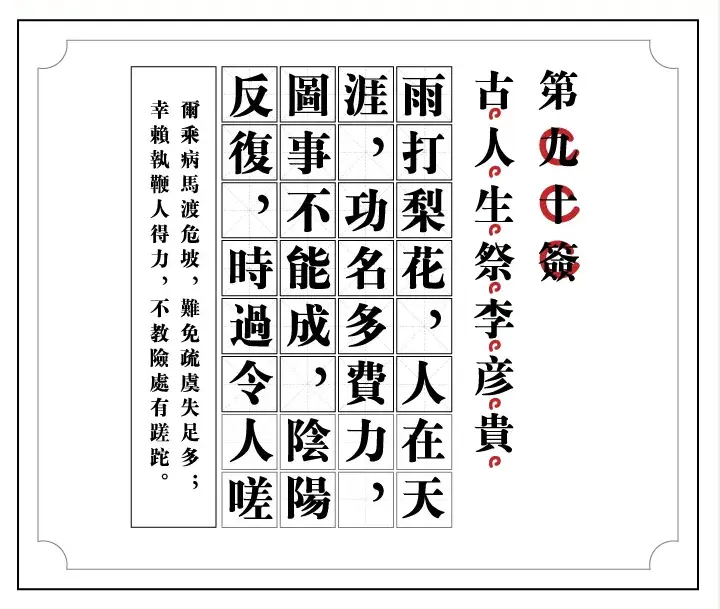 第九十簽
古人生祭李彦貴
雨打梨花，人在天
涯，功名多費力，
圖事不能成，陰陽
反復，時過令人嗟
爾乘病馬渡危坡，難免疏虞失足多；
幸賴執鞭人得力，不教險處有蹉跎。